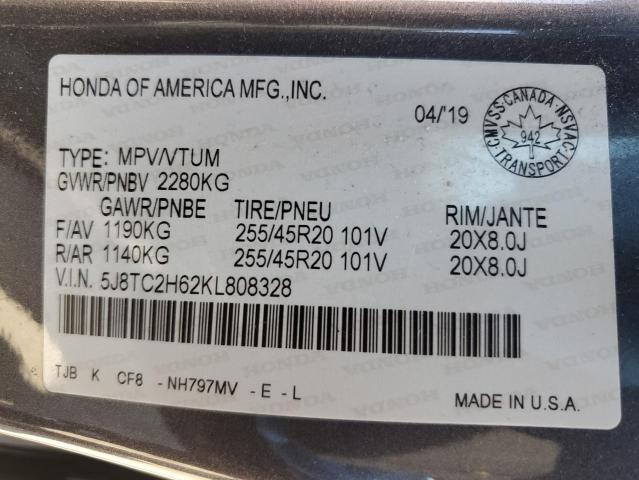 HONDA OF AMERICA MFG.,INC.
04/'19
CMVSS·CANADA·NSVAC
942
TRANSPORT
TYPE: MPV/VTUM
GVWR/PNBV 2280KG
GAWR/PNBE TIRE/PNEU RIM/JANTE
F/AV 1190KG 255/45R20 101V 20X8.0J
R/AR 1140KG 255/45R20 101V 20X8.0J
V.I.N. 5J8TC2H62KL808328
TJB K CF8 -NH797MV -E-L
MADE IN U.S.A.